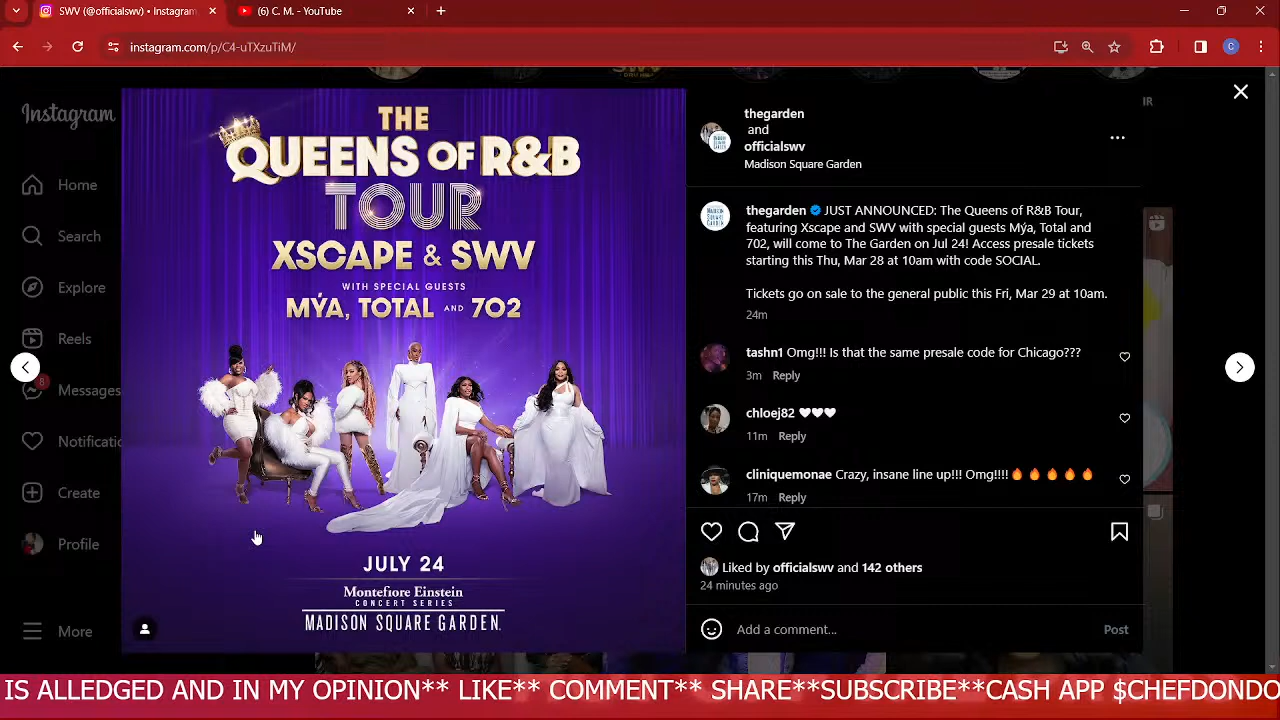 SWV (@officialswv) • Instagram
(6) C. M. - YouTube
instagram.com/p/C4-uTXzuTiM/
C
Instagram
Home
Search
Explore
Reels
8
Messages
Notificatio
Create
Profile
More
THE
QUEENS OF R&B
TOUR
XSCAPE & SWV
WITH SPECIAL GUESTS
MÝA, TOTAL AND 702
JULY 24
Montefiore Einstein
CONCERT SERIES
MADISON SQUARE GARDEN.
thegarden
and
officialswv
Madison Square Garden
thegarden JUST ANNOUNCED: The Queens of R&B Tour,
featuring Xscape and SWV with special guests Mýa, Total and
702, will come to The Garden on Jul 24! Access presale tickets
starting this Thu, Mar 28 at 10am with code SOCIAL.
Tickets go on sale to the general public this Fri, Mar 29 at 10am.
24m
tashn1 Omg!!! Is that the same presale code for Chicago???
3m Reply
chloej82 🤍🤍🤍
11m Reply
cliniquemonae Crazy, insane line up!!! Omg!!!!🔥🔥🔥🔥🔥
17m Reply
Liked by officialswv and 142 others
24 minutes ago
Add a comment...
Post
IS ALLEDGED AND IN MY OPINION** LIKE** COMMENT** SHARE**SUBSCRIBE**CASH APP $CHEFDONDO